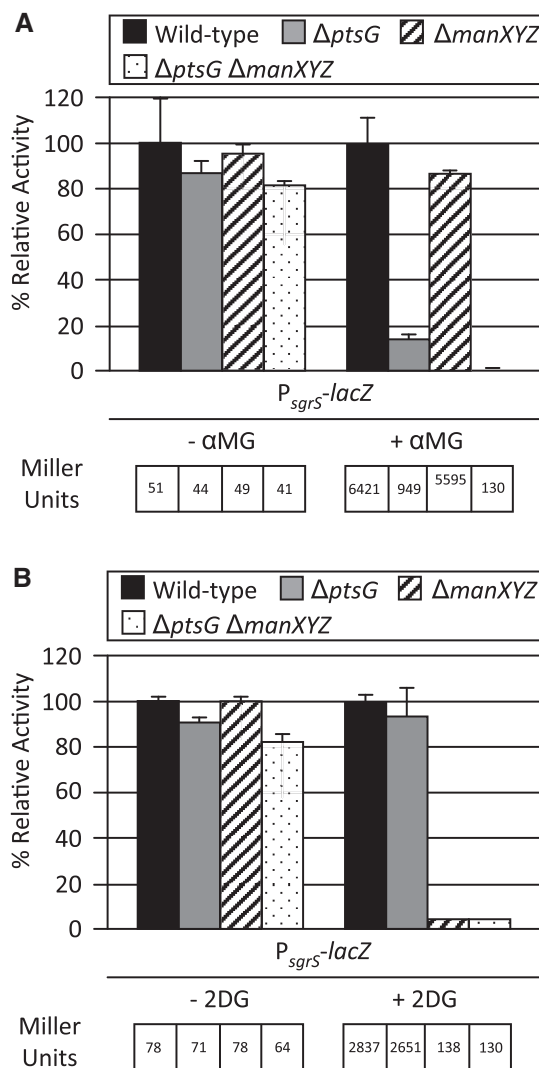 A
Wild-type ΔptsG ΔmanXYZ
ΔptsG ΔmanXYZ
% Relative Activity
120
100
80
60
40
20
0
PsgrS-lacZ
- αMG + αMG
Miller Units
51 44 49 41 6421 949 5595 130
B
Wild-type ΔptsG ΔmanXYZ
ΔptsG ΔmanXYZ
% Relative Activity
120
100
80
60
40
20
0
PsgrS-lacZ
- 2DG + 2DG
Miller Units
78 71 78 64 2837 2651 138 130